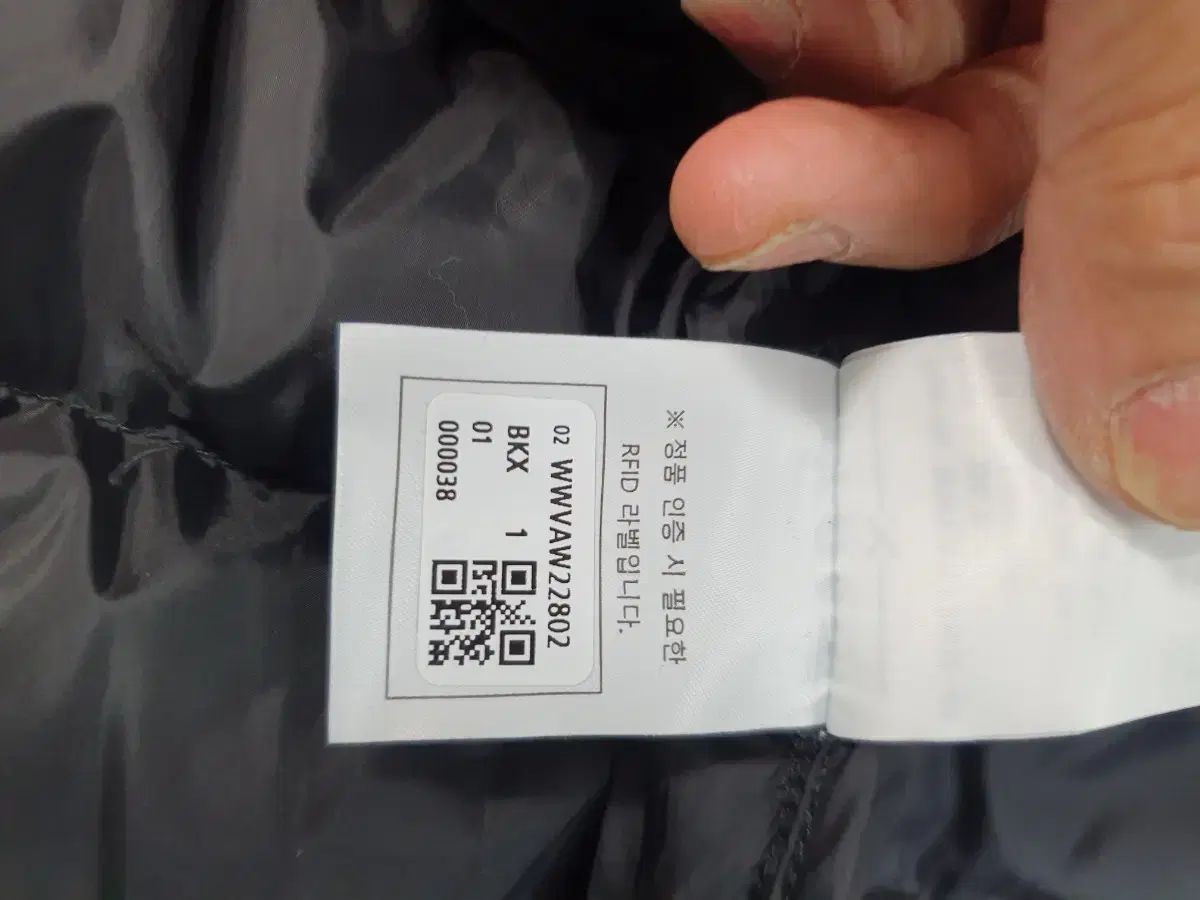 ※ 정품 인증 시 필요한
RFID 라벨입니다.
02 WWVAW22802
BKX 1
01
000038